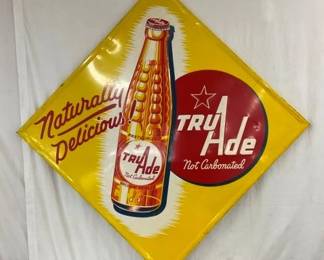 Naturally
Delicious!
TRU
Ade
Not Carbonated
TRU
Ade
Not Carbonated